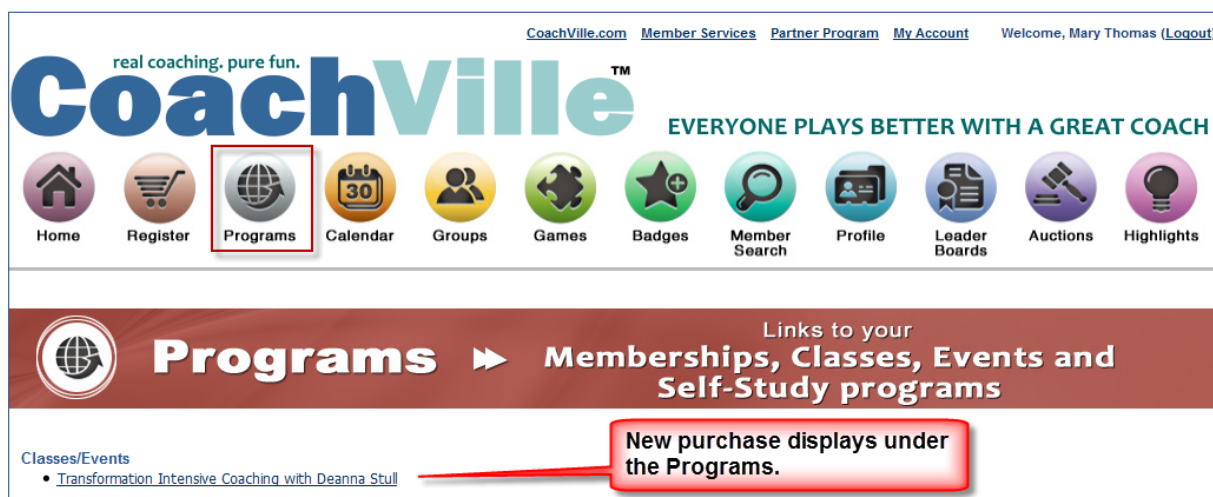 CoachVille.com Member Services Partner Program My Account Welcome, Mary Thomas (Logout)
real coaching. pure fun.
CoachVille™
EVERYONE PLAYS BETTER WITH A GREAT COACH
30
Home Register Programs Calendar Groups Games Badges Member Search Profile Leader Boards Auctions Highlights
Links to your
Programs Memberships, Classes, Events and
Self-Study programs
New purchase displays under
the Programs.
Classes/Events
• Transformation Intensive Coaching with Deanna Stull